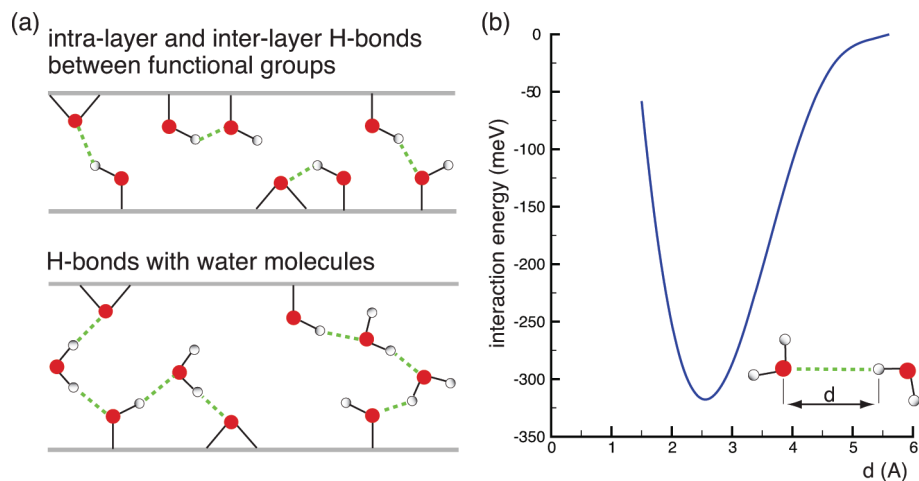 (a)
intra-layer and inter-layer H-bonds
between functional groups
H-bonds with water molecules
(b)
interaction energy (meV)
0
-50
-100
-150
-200
-250
-300
-350
d
0 1 2 3 4 5 6
d (A)